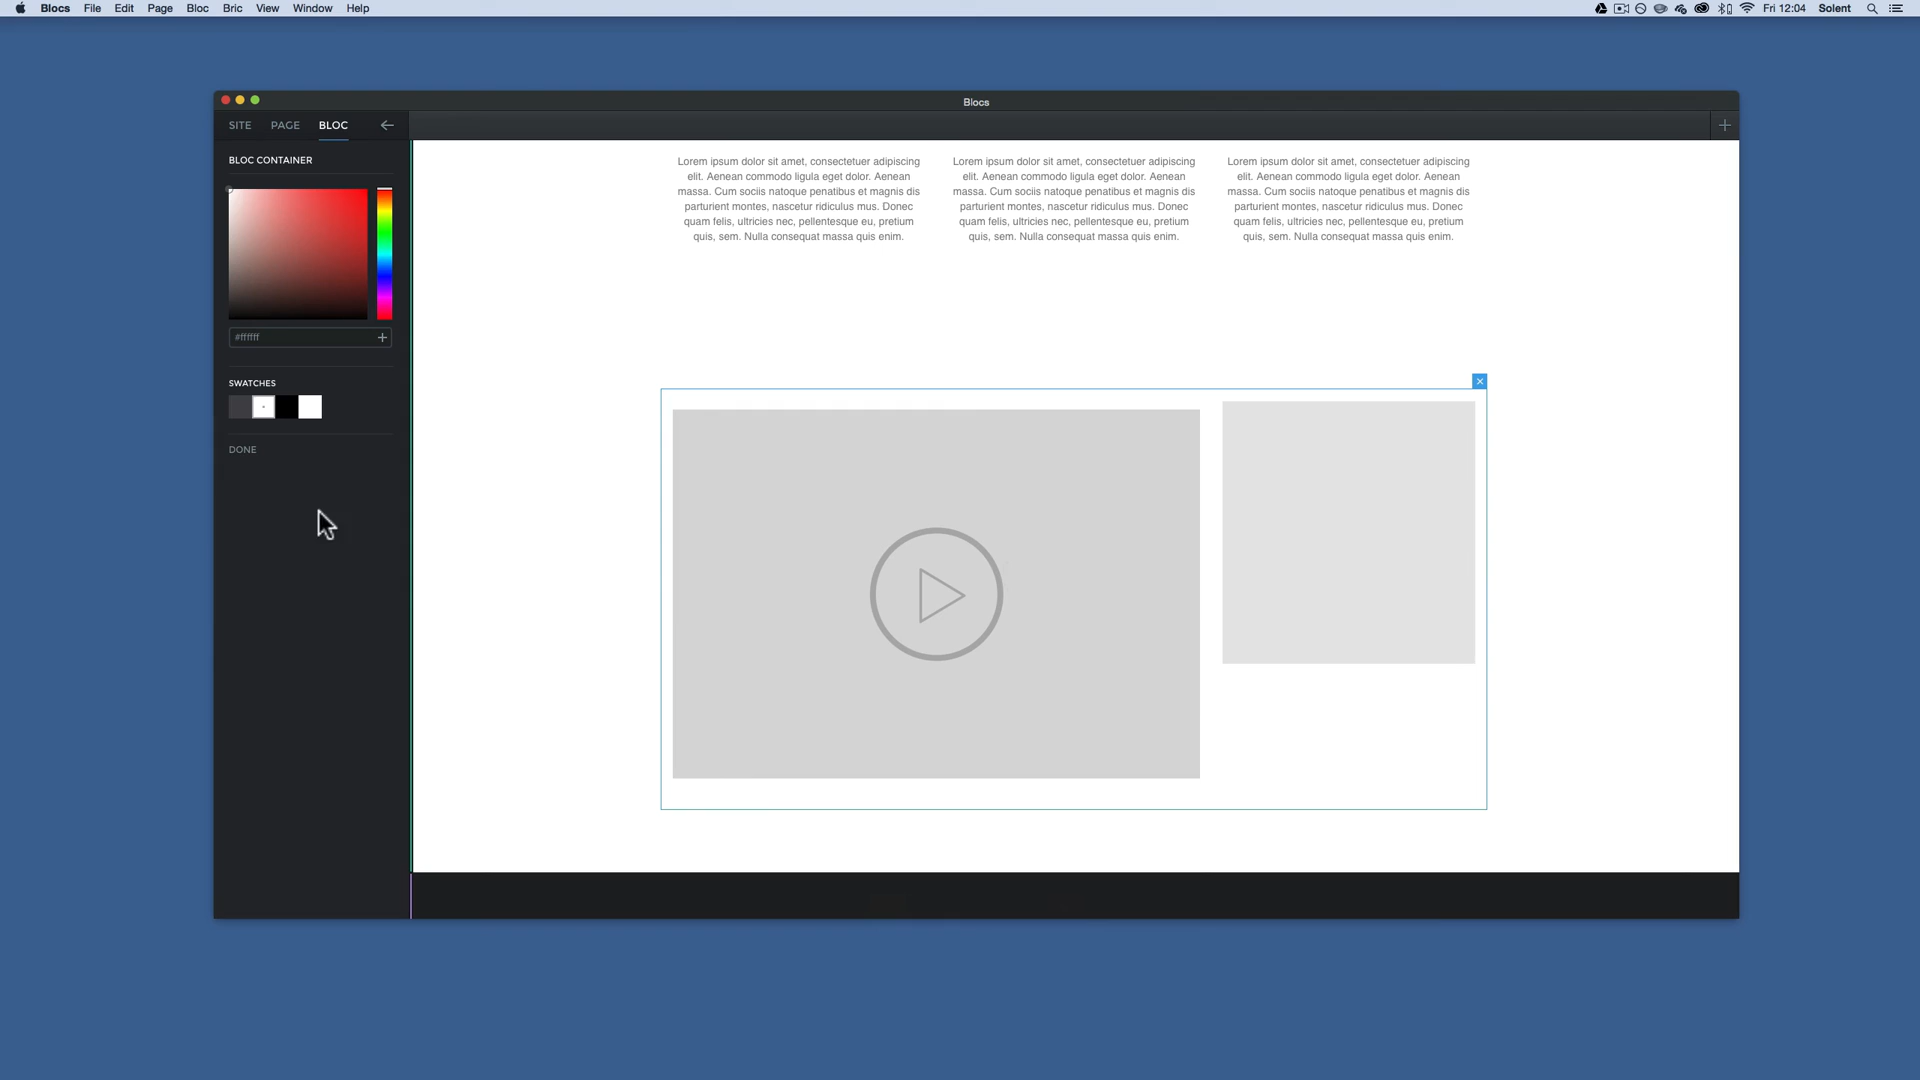 Blocs File Edit Page Bloc Bric View Window Help Fri 12:04 Solent
Blocs
SITE PAGE BLOC
BLOC CONTAINER
#ffffff
SWATCHES
DONE
Lorem ipsum dolor sit amet, consectetuer adipiscing
elit. Aenean commodo ligula eget dolor. Aenean
massa. Cum sociis natoque penatibus et magnis dis
parturient montes, nascetur ridiculus mus. Donec
quam felis, ultricies nec, pellentesque eu, pretium
quis, sem. Nulla consequat massa quis enim.
Lorem ipsum dolor sit amet, consectetuer adipiscing
elit. Aenean commodo ligula eget dolor. Aenean
massa. Cum sociis natoque penatibus et magnis dis
parturient montes, nascetur ridiculus mus. Donec
quam felis, ultricies nec, pellentesque eu, pretium
quis, sem. Nulla consequat massa quis enim.
Lorem ipsum dolor sit amet, consectetuer adipiscing
elit. Aenean commodo ligula eget dolor. Aenean
massa. Cum sociis natoque penatibus et magnis dis
parturient montes, nascetur ridiculus mus. Donec
quam felis, ultricies nec, pellentesque eu, pretium
quis, sem. Nulla consequat massa quis enim.